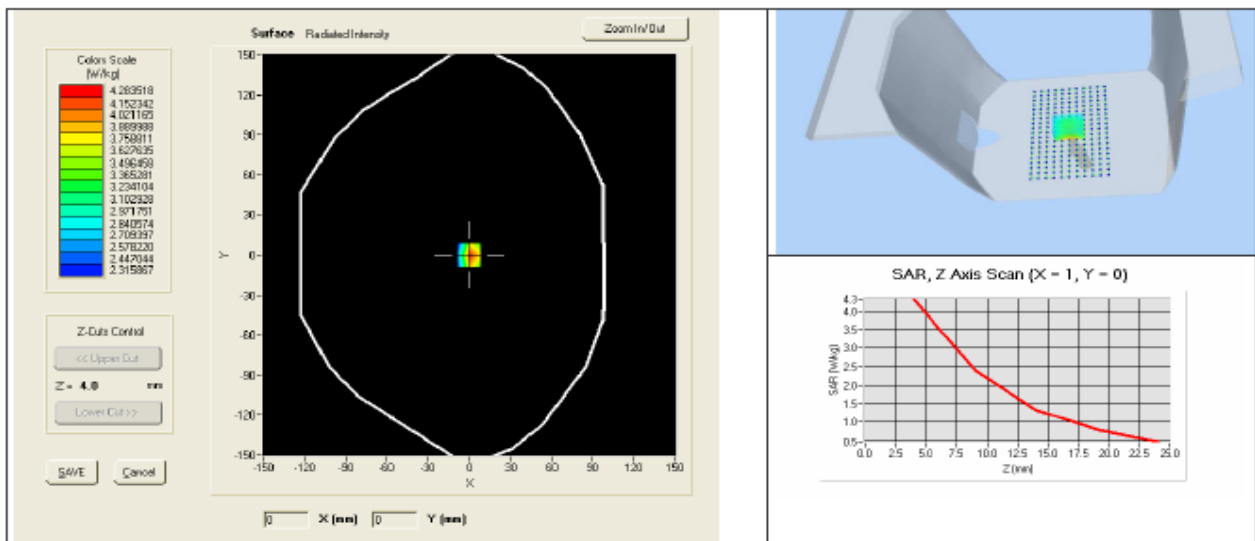 Surface Radiated Intensity
Zoom In/Out
Colors Scale
[W/kg]
4.283518
4.152342
4.021165
3.889988
3.758811
3.627635
3.496458
3.365281
3.234104
3.102928
2.971751
2.840574
2.709397
2.578220
2.447044
2.315867
Z-Cuts Control
<< Upper Cut
Z = 4.0 mm
Lower Cut >>
SAVE Cancel
150
120
90
60
30
0
-30
-60
-90
-120
-150
Y
-150 -120 -90 -60 -30 0 30 60 90 120 150
X
0 X (mm) 0 Y (mm)
SAR, Z Axis Scan (X = 1, Y = 0)
4.3
4.0
3.5
3.0
2.5
2.0
1.5
1.0
0.5
SAR (W/kg)
0.0 2.5 5.0 7.5 10.0 12.5 15.0 17.5 20.0 22.5 25.0
Z (mm)